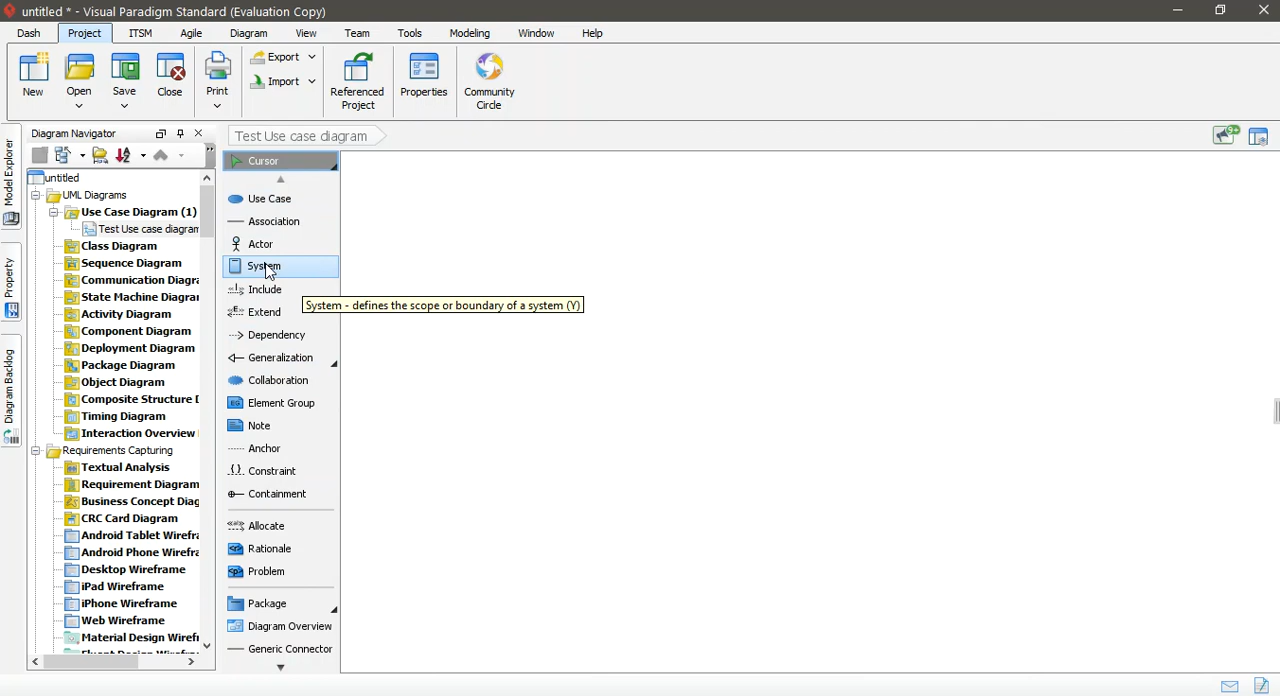 untitled * - Visual Paradigm Standard (Evaluation Copy)
Dash Project ITSM Agile Diagram View Team Tools Modeling Window Help
New Open Save Close Print Export Import Referenced Project Properties Community Circle
Diagram Navigator
Test Use case diagram
9+
Model Explorer
Property
Diagram Backlog
untitled
UML Diagrams
Use Case Diagram (1)
Test Use case diagram
Class Diagram
Sequence Diagram
Communication Diagra
State Machine Diagra
Activity Diagram
Component Diagram
Deployment Diagram
Package Diagram
Object Diagram
Composite Structure D
Timing Diagram
Interaction Overview
Requirements Capturing
Textual Analysis
Requirement Diagram
Business Concept Diag
CRC Card Diagram
Android Tablet Wirefra
Android Phone Wirefra
Desktop Wireframe
iPad Wireframe
iPhone Wireframe
Web Wireframe
Material Design Wirefr
Cursor
Use Case
Association
Actor
System
Include
Extend
Dependency
Generalization
Collaboration
Element Group
Note
Anchor
Constraint
Containment
Allocate
Rationale
Problem
Package
Diagram Overview
Generic Connector
System - defines the scope or boundary of a system (Y)